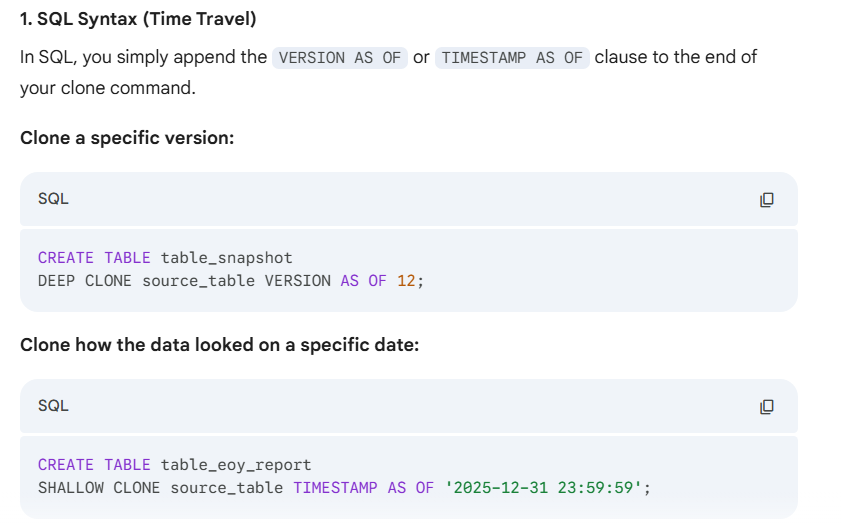 1. SQL Syntax (Time Travel)
In SQL, you simply append the VERSION AS OF or TIMESTAMP AS OF clause to the end of
your clone command.
Clone a specific version:
SQL
CREATE TABLE table_snapshot
DEEP CLONE source_table VERSION AS OF 12;
Clone how the data looked on a specific date:
SQL
CREATE TABLE table_eoy_report
SHALLOW CLONE source_table TIMESTAMP AS OF '2025-12-31 23:59:59';